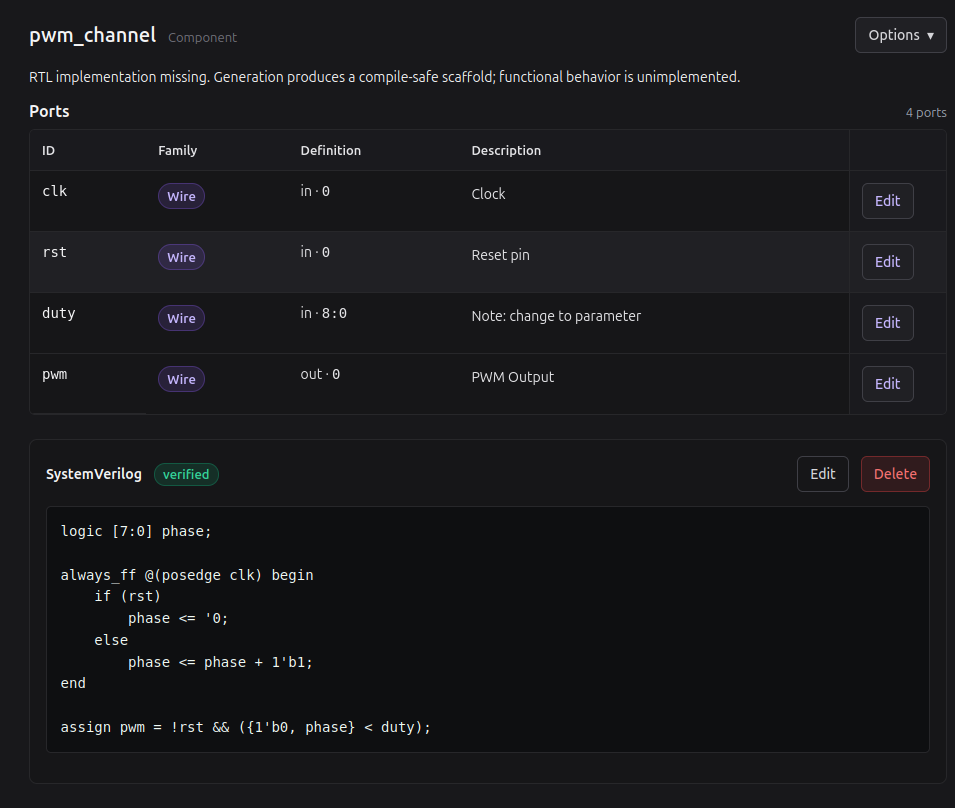 pwm_channel Component Options ▾
RTL implementation missing. Generation produces a compile-safe scaffold; functional behavior is unimplemented.
Ports 4 ports
ID Family Definition Description
clk Wire in · 0 Clock Edit
rst Wire in · 0 Reset pin Edit
duty Wire in · 8:0 Note: change to parameter Edit
pwm Wire out · 0 PWM Output Edit
SystemVerilog verified Edit Delete
logic [7:0] phase;
always_ff @(posedge clk) begin
    if (rst)
        phase <= '0;
    else
        phase <= phase + 1'b1;
end
assign pwm = !rst && ({1'b0, phase} < duty);